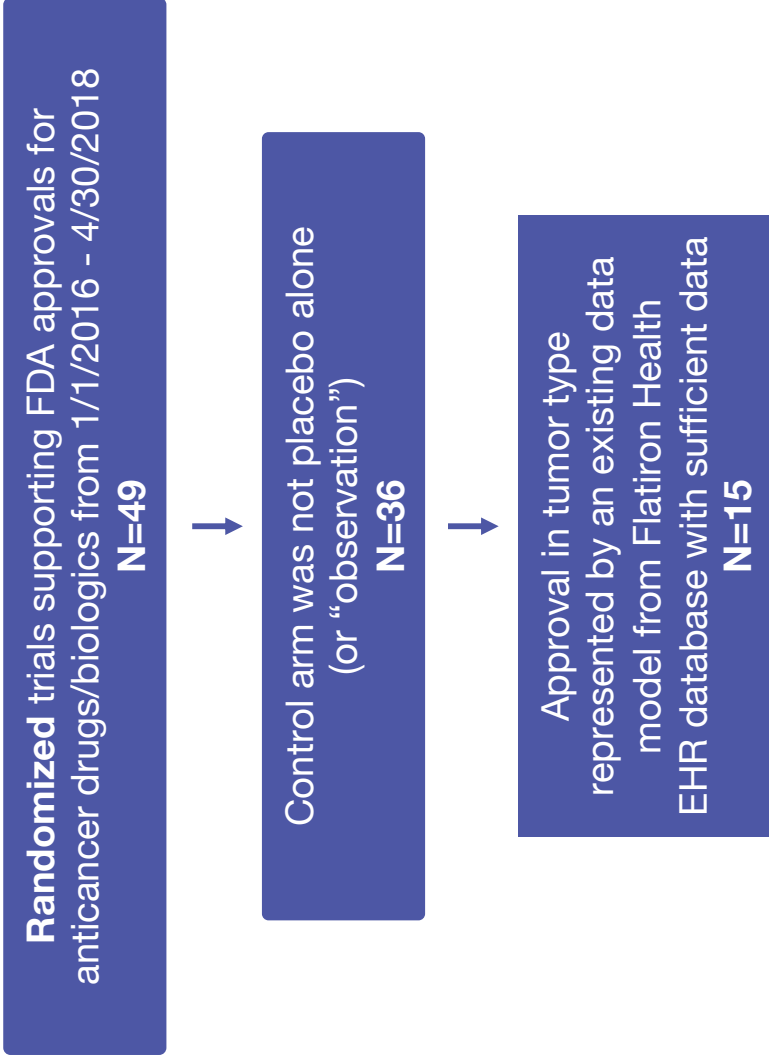 Randomized trials supporting FDA approvals for
anticancer drugs/biologics from 1/1/2016 - 4/30/2018
N=49
Control arm was not placebo alone
(or “observation”)
N=36
Approval in tumor type
represented by an existing data
model from Flatiron Health
EHR database with sufficient data
N=15